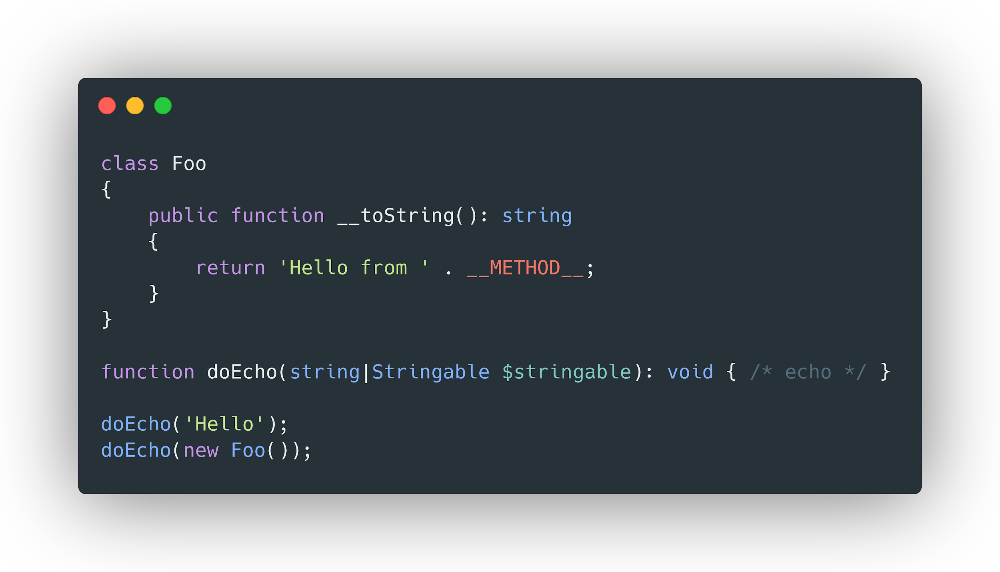 class Foo
{
    public function __toString(): string
    {
        return 'Hello from ' . __METHOD__;
    }
}

function doEcho(string|Stringable $stringable): void { /* echo */ }

doEcho('Hello');
doEcho(new Foo());